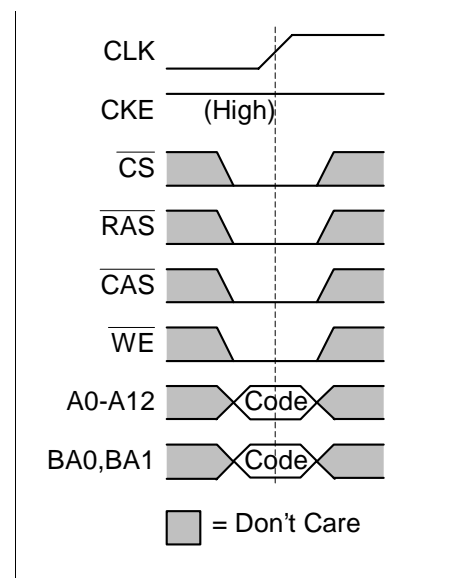 CLK
CKE (High)
CS
RAS
CAS
WE
A0-A12 Code
BA0,BA1 Code
= Don't Care